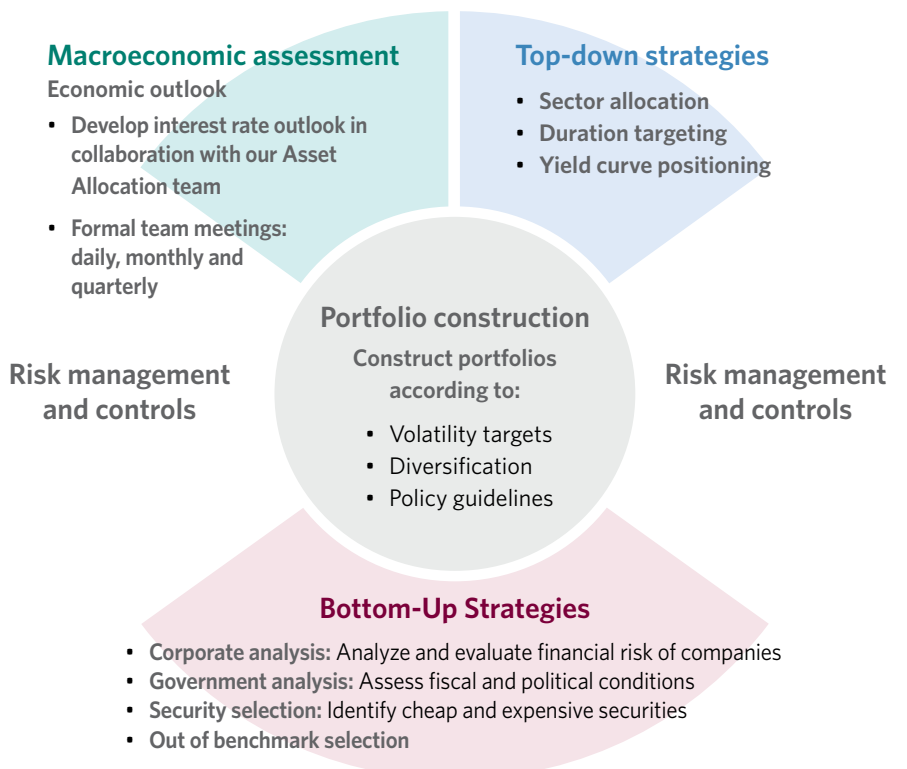 Macroeconomic assessment
Economic outlook
• Develop interest rate outlook in
collaboration with our Asset
Allocation team
• Formal team meetings:
daily, monthly and
quarterly
Top-down strategies
• Sector allocation
• Duration targeting
• Yield curve positioning
Risk management
and controls
Portfolio construction
Construct portfolios
according to:
• Volatility targets
• Diversification
• Policy guidelines
Risk management
and controls
Bottom-Up Strategies
• Corporate analysis: Analyze and evaluate financial risk of companies
• Government analysis: Assess fiscal and political conditions
• Security selection: Identify cheap and expensive securities
• Out of benchmark selection